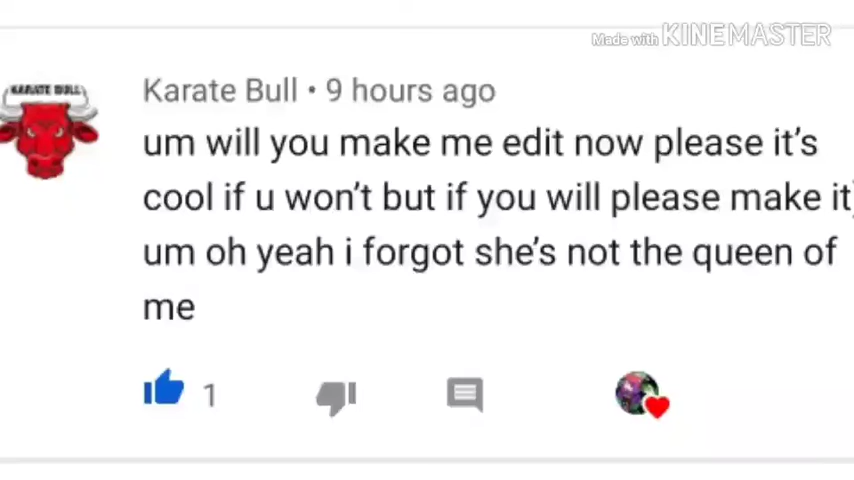 Made with KINEMASTER
KARATE BULL
Karate Bull • 9 hours ago
um will you make me edit now please it's
cool if u won't but if you will please make it
um oh yeah i forgot she's not the queen of
me
1